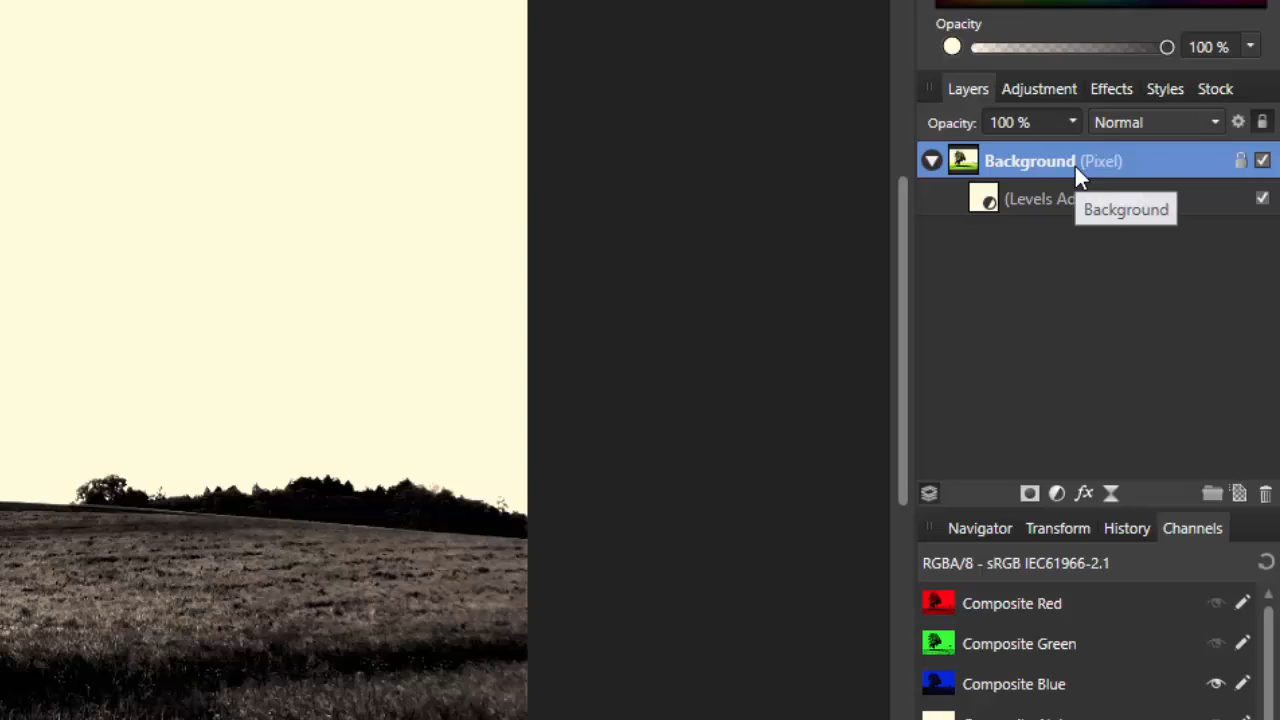 Opacity
100 %
Layers Adjustment Effects Styles Stock
Opacity: 100 % Normal
Background (Pixel)
(Levels Ad
Background
fx
Navigator Transform History Channels
RGBA/8 - sRGB IEC61966-2.1
Composite Red
Composite Green
Composite Blue